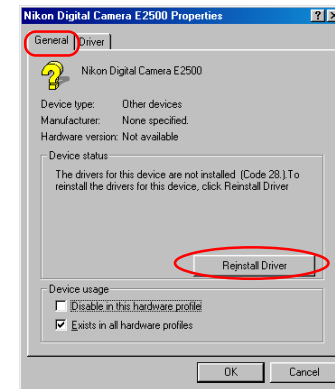 Nikon Digital Camera E2500 Properties
General Driver
Nikon Digital Camera E2500
Device type: Other devices
Manufacturer: None specified.
Hardware version: Not available
Device status
The drivers for this device are not installed (Code 28.).To
reinstall the drivers for this device, click Reinstall Driver
Reinstall Driver
Device usage
Disable in this hardware profile
Exists in all hardware profiles
OK Cancel